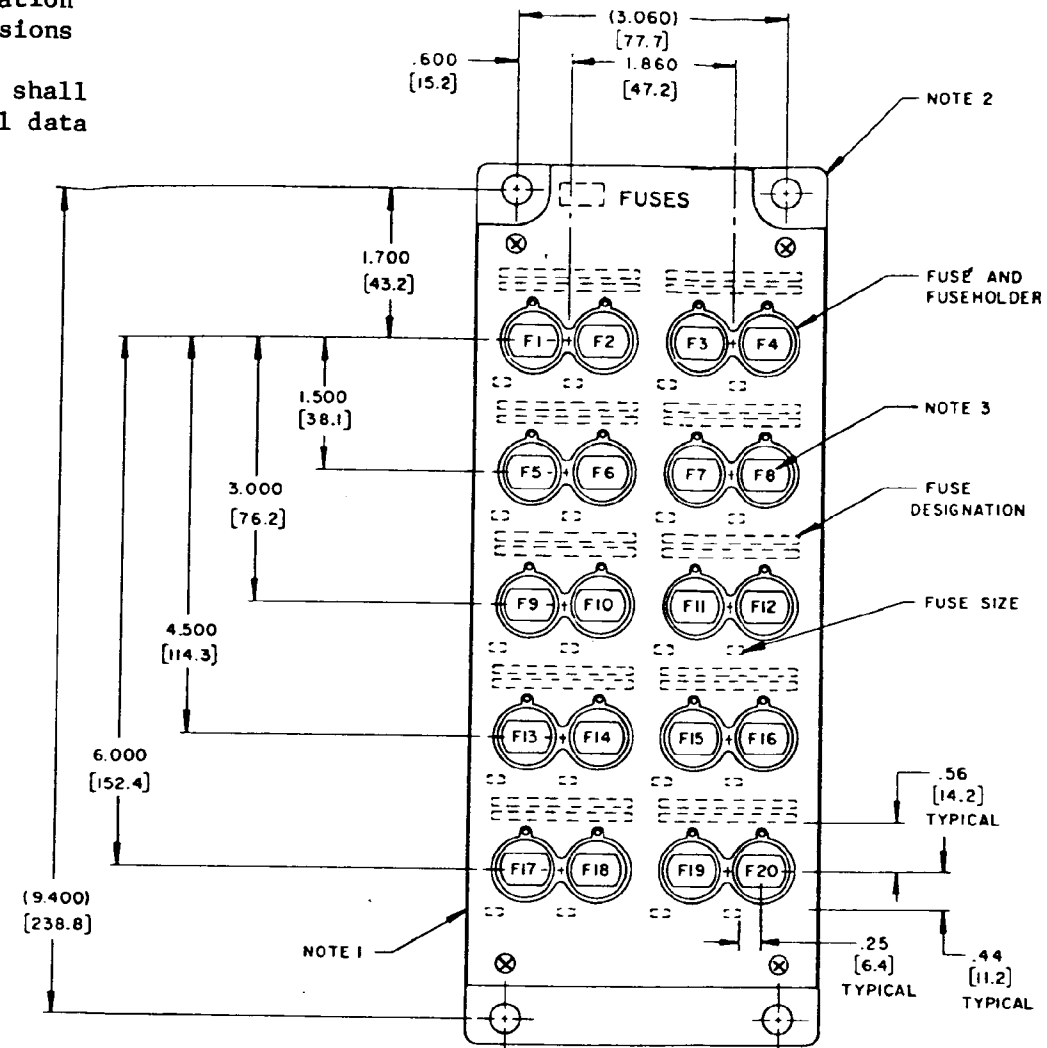 ation
sions
shall
l data
(3.060)
[77.7]
.600
[15.2]
1.860
[47.2]
NOTE 2
FUSES
1.700
[43.2]
FUSE AND
FUSEHOLDER
F1
F2
F3
F4
1.500
[38.1]
NOTE 3
F5
F6
F7
F8
3.000
[76.2]
FUSE
DESIGNATION
F9
F10
F11
F12
FUSE SIZE
4.500
[114.3]
F13
F14
F15
F16
6.000
[152.4]
.56
[14.2]
TYPICAL
F17
F18
F19
F20
(9.400)
[238.8]
NOTE 1
.25
[6.4]
TYPICAL
.44
[11.2]
TYPICAL